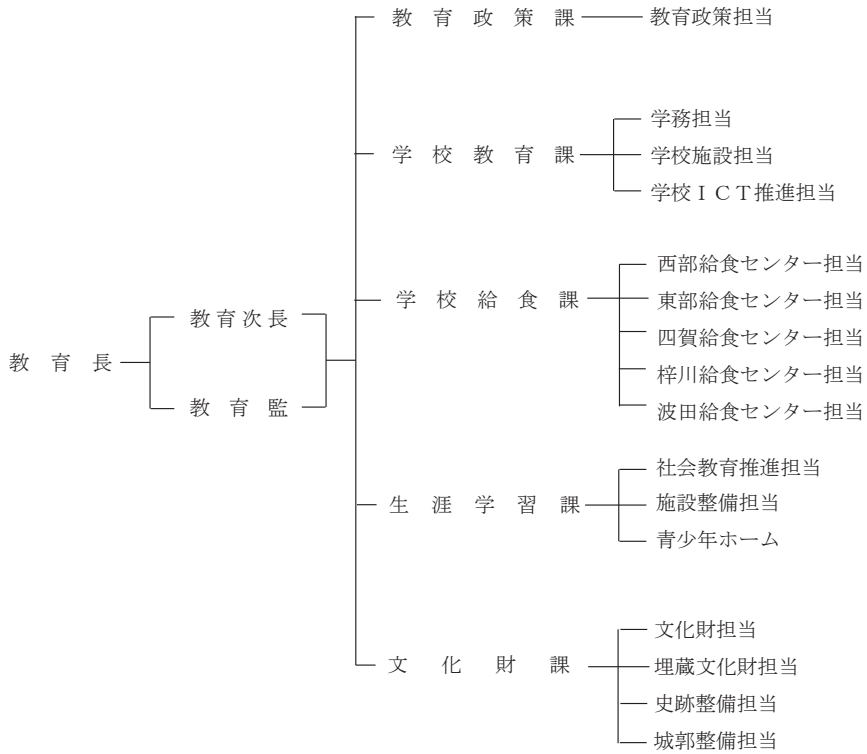 教育政策課 教育政策担当
学務担当
学校教育課 学校施設担当
学校ＩＣＴ推進担当
西部給食センター担当
学校給食課 東部給食センター担当
教育次長 四賀給食センター担当
教育長 梓川給食センター担当
教育監 波田給食センター担当
社会教育推進担当
生涯学習課 施設整備担当
青少年ホーム
文化財担当
文化財課 埋蔵文化財担当
史跡整備担当
城郭整備担当